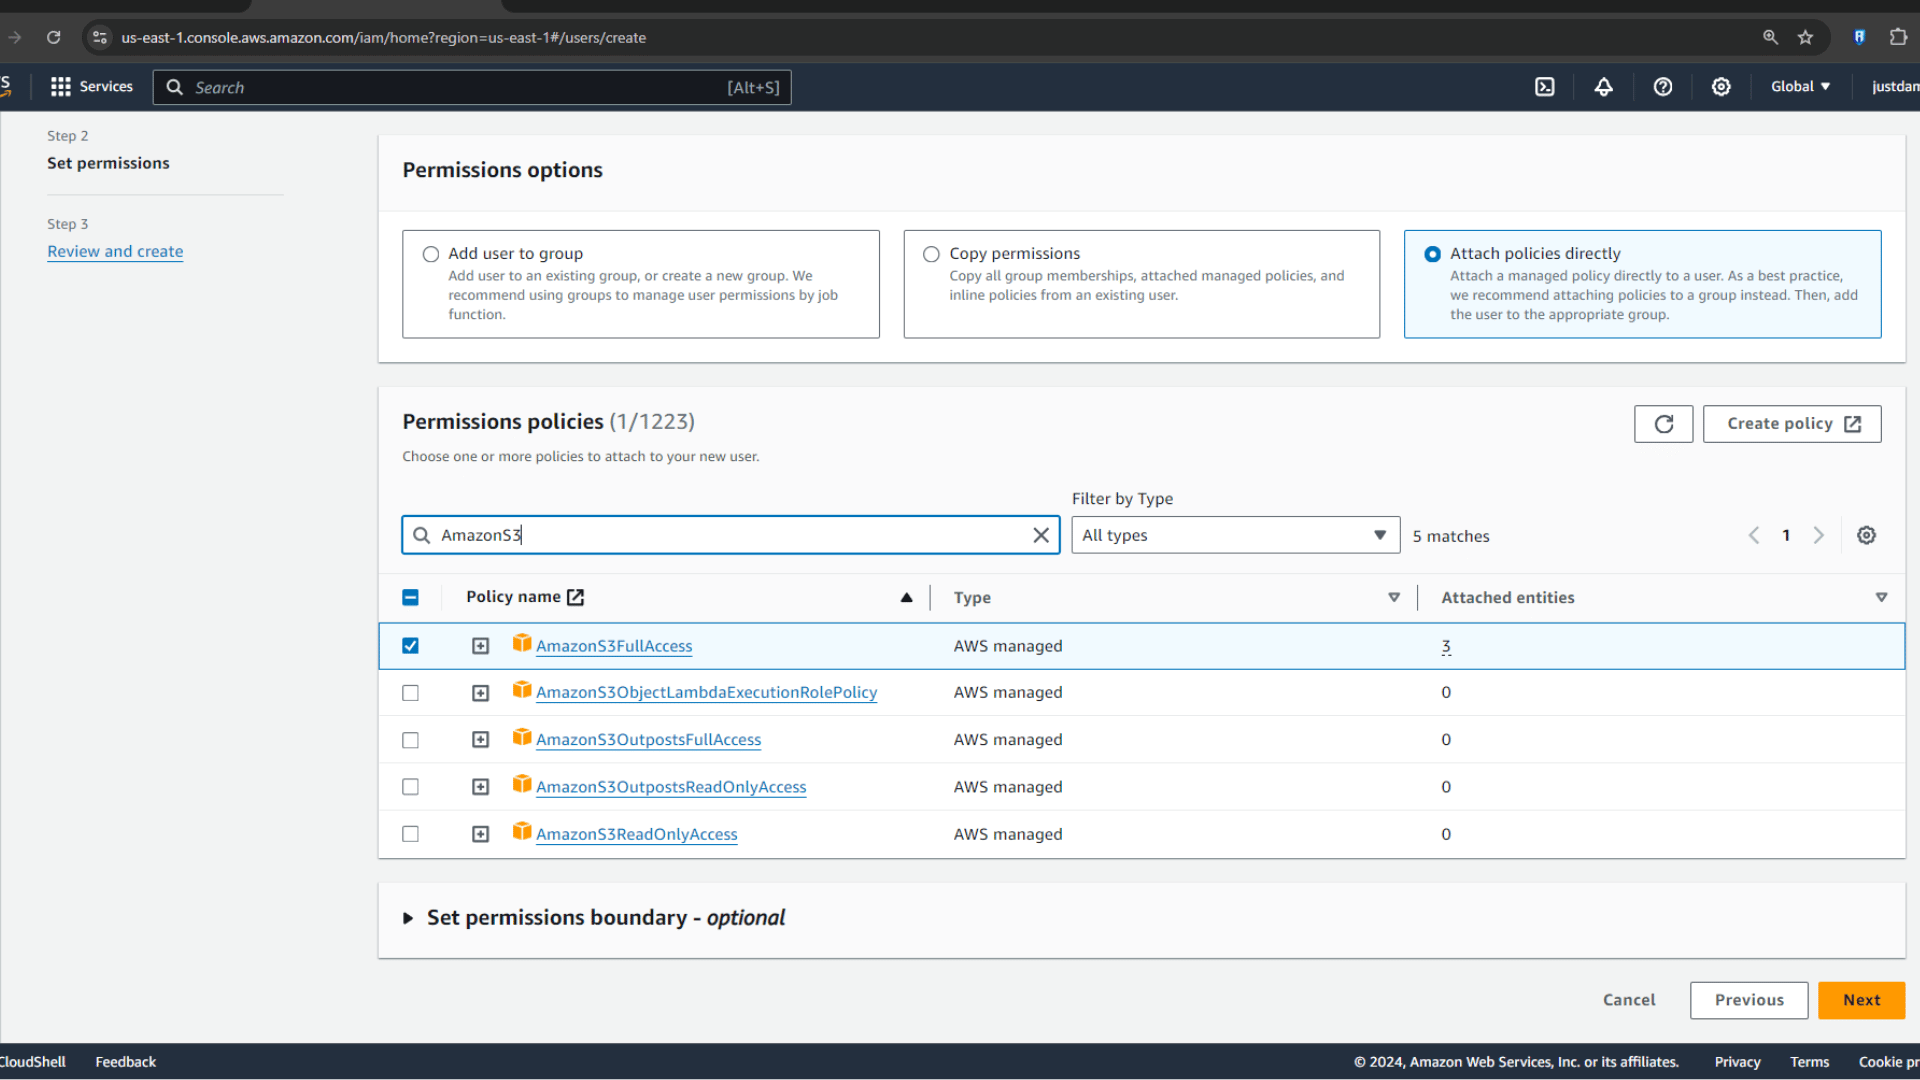 us-east-1.console.aws.amazon.com/iam/home?region=us-east-1#/users/create
Services
Search
[Alt+S]
Global
Step 2
Set permissions
Step 3
Review and create
Permissions options
Add user to group
Add user to an existing group, or create a new group. We
recommend using groups to manage user permissions by job
function.
Copy permissions
Copy all group memberships, attached managed policies, and
inline policies from an existing user.
Attach policies directly
Attach a managed policy directly to a user. As a best practice,
we recommend attaching policies to a group instead. Then, add
the user to the appropriate group.
Permissions policies (1/1223)
Choose one or more policies to attach to your new user.
Create policy
Filter by Type
AmazonS3
All types
5 matches
1
Policy name
Type
Attached entities
AmazonS3FullAccess
AWS managed
3
AmazonS3ObjectLambdaExecutionRolePolicy
AWS managed
0
AmazonS3OutpostsFullAccess
AWS managed
0
AmazonS3OutpostsReadOnlyAccess
AWS managed
0
AmazonS3ReadOnlyAccess
AWS managed
0
Set permissions boundary - optional
Cancel
Previous
Next
CloudShell
Feedback
© 2024, Amazon Web Services, Inc. or its affiliates.
Privacy
Terms
Cookie